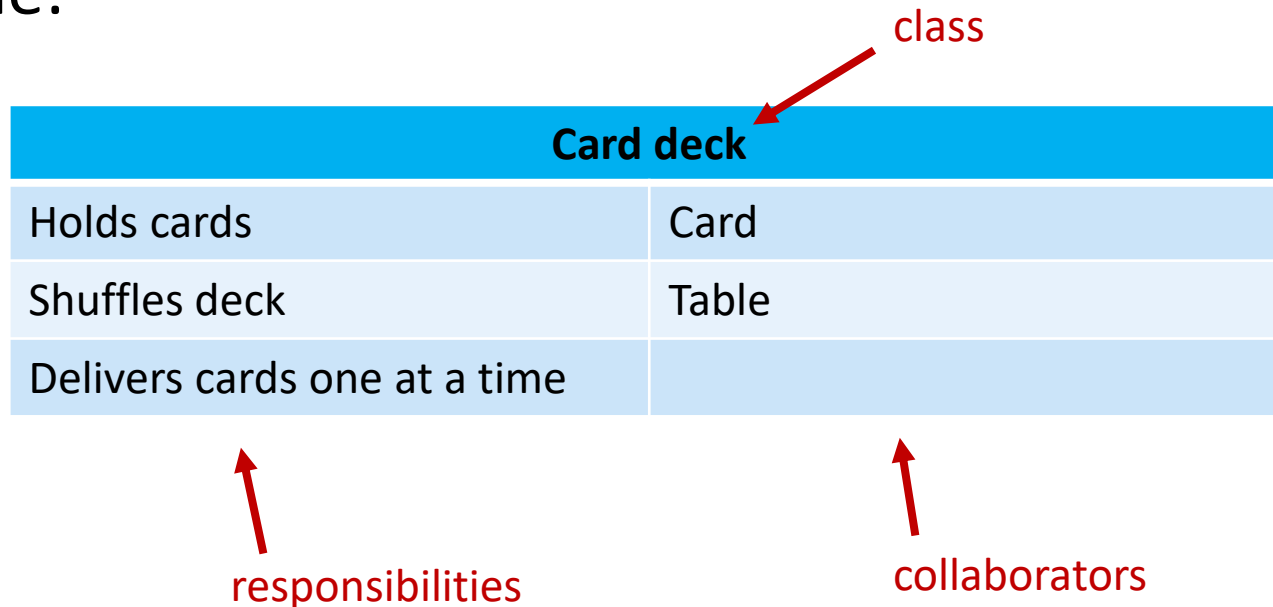 class
Card deck
Holds cards
Card
Shuffles deck
Table
Delivers cards one at a time
responsibilities
collaborators